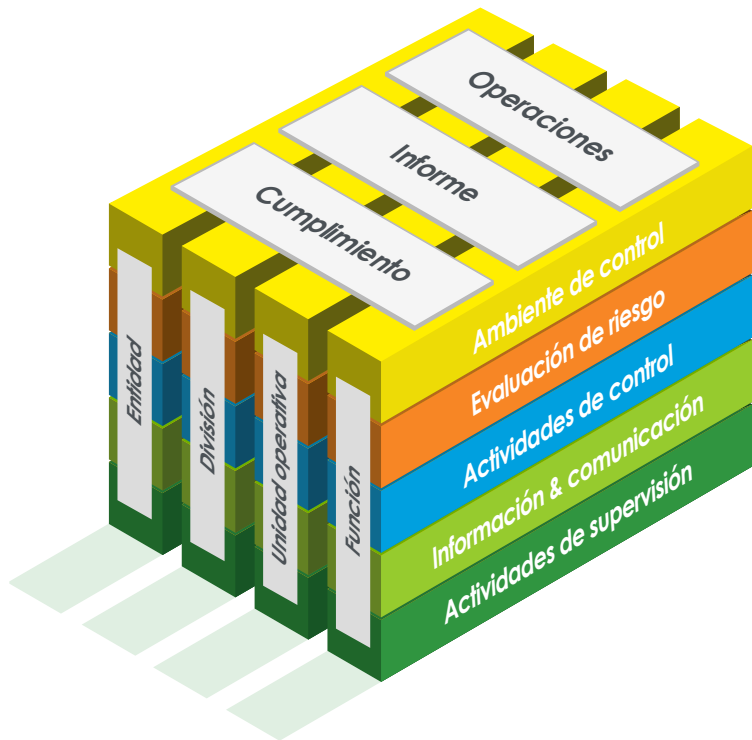 Operaciones
Informe
Cumplimiento
Ambiente de control
Evaluación de riesgo
Actividades de control
Información & comunicación
Actividades de supervisión
Entidad
División
Unidad operativa
Función